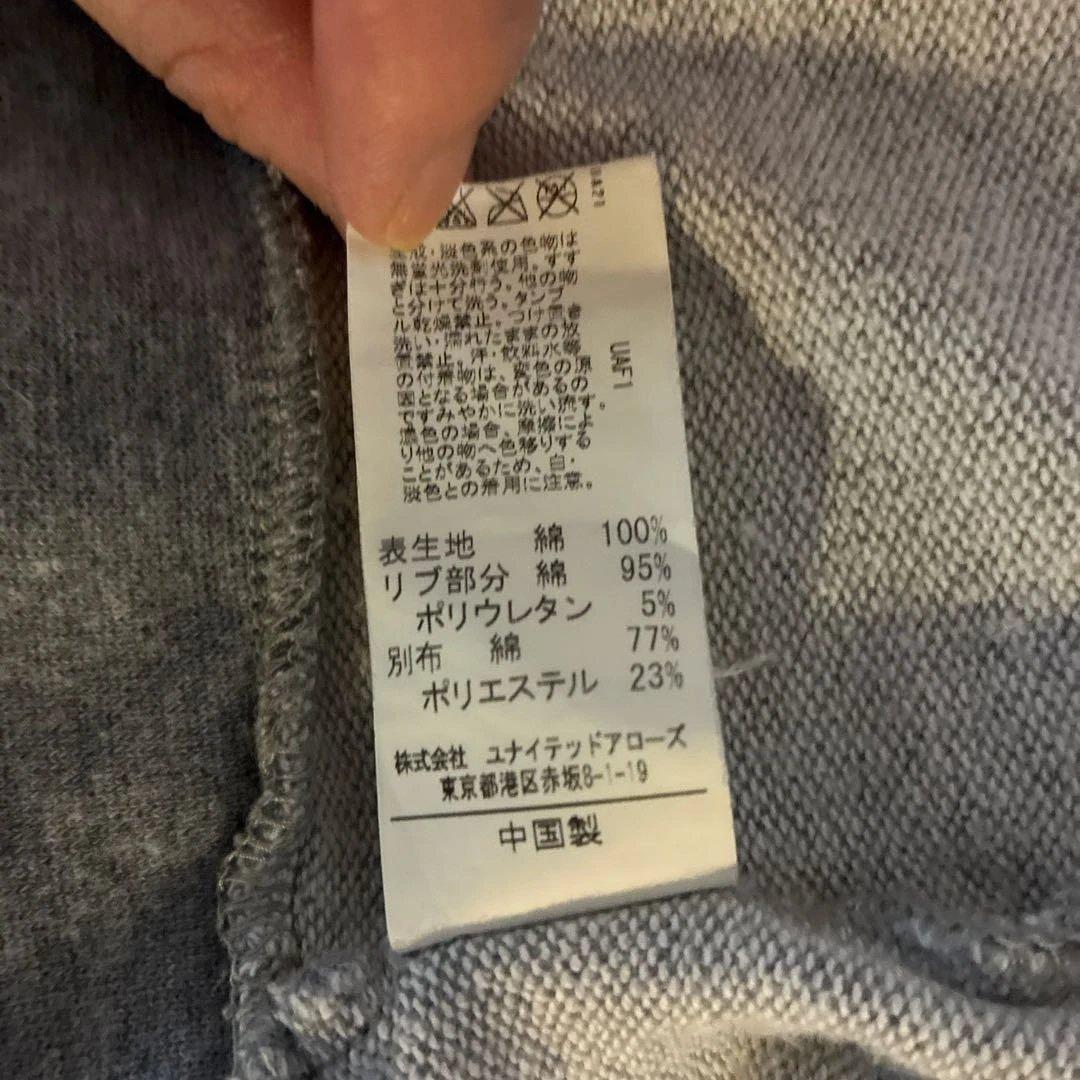 UA21
淡色系の色物は
無蛍光洗剤使用。すす
ぎは十分行う。他の物
と分けて洗う。タンブ
ル乾燥禁止。つけ置き
洗い・濡れたままの放
置禁止。汗・飲料水等
の付着物は、変色の原
因となる場合があるの
ですみやかに洗い流す。
濃色の場合、摩擦によ
り他の物へ色移りする
ことがあるため、白・
淡色との着用に注意。
UAF1
表生地 綿 100%
リブ部分 綿 95%
ポリウレタン 5%
別布 綿 77%
ポリエステル 23%
株式会社 ユナイテッドアローズ
東京都港区赤坂8-1-19
中国製